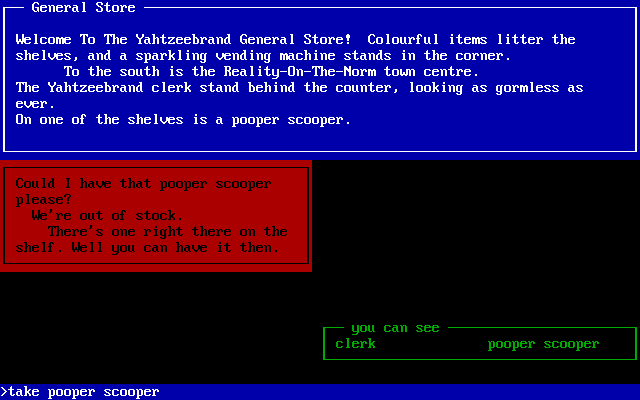 General Store
Welcome To The Yahtzeebrand General Store!  Colourful items litter the
shelves, and a sparkling vending machine stands in the corner.
To the south is the Reality-On-The-Norm town centre.
The Yahtzeebrand clerk stand behind the counter, looking as gormless as
ever.
On one of the shelves is a pooper scooper.
Could I have that pooper scooper
please?
We're out of stock.
There's one right there on the
shelf. Well you can have it then.
you can see
clerk pooper scooper
>take pooper scooper